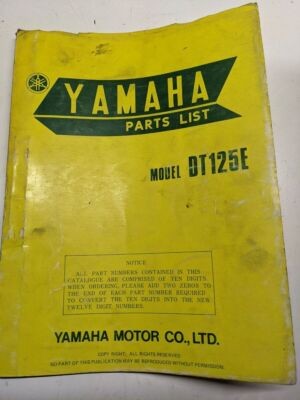 YAMAHA
PARTS LIST
MODEL DT125E
NOTICE
ALL PART NUMBERS CONTAINED IN THIS
CATALOGUE ARE COMPRISED OF TEN DIGITS.
WHEN ORDERING, PLEASE ADD TWO ZEROS TO
THE END OF EACH PART NUMBER REQUIRED
TO CONVERT THE TEN DIGITS INTO THE NEW
TWELVE DIGIT NUMBERS.
YAMAHA MOTOR CO., LTD.
COPY RIGHT; ALL RIGHTS RESERVED
NO PART OF THIS PUBLICATION MAY BE REPRODUCED WITHOUT PERMISSION.